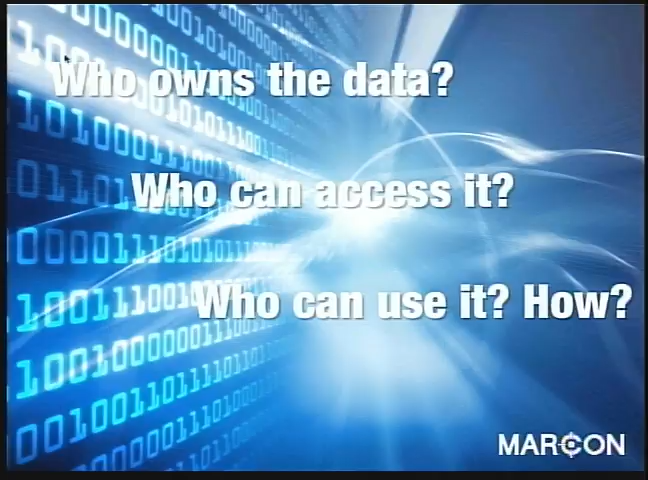 Who owns the data?
Who can access it?
Who can use it? How?
MARCON